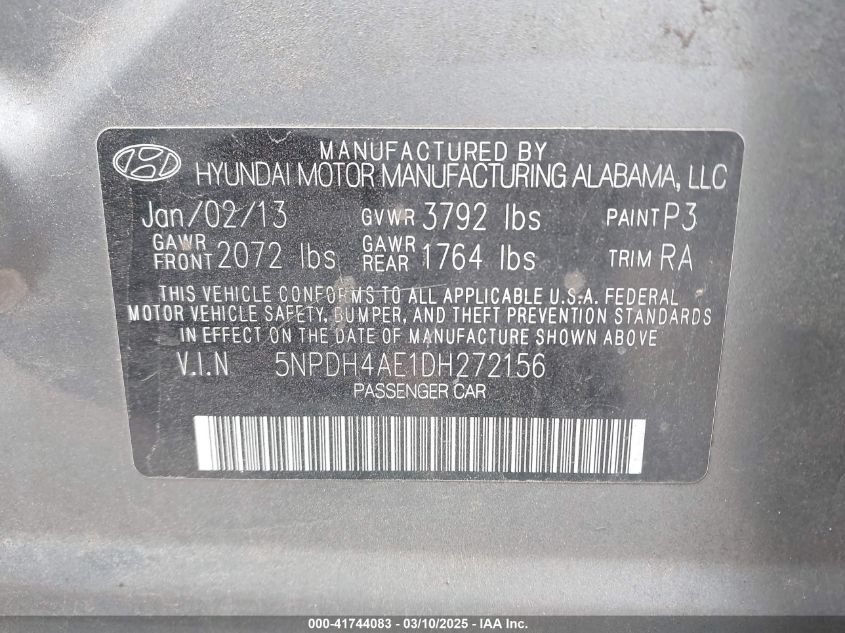 MANUFACTURED BY
HYUNDAI MOTOR MANUFACTURING ALABAMA, LLC
Jan/02/13 GVWR 3792 lbs PAINT P3
GAWR FRONT 2072 lbs GAWR REAR 1764 lbs TRIM RA
THIS VEHICLE CONFORMS TO ALL APPLICABLE U.S.A. FEDERAL
MOTOR VEHICLE SAFETY, BUMPER, AND THEFT PREVENTION STANDARDS
IN EFFECT ON THE DATE OF MANUFACTURE SHOWN ABOVE
V.I.N 5NPDH4AE1DH272156
PASSENGER CAR
000-41744083 - 03/10/2025 - IAA Inc.